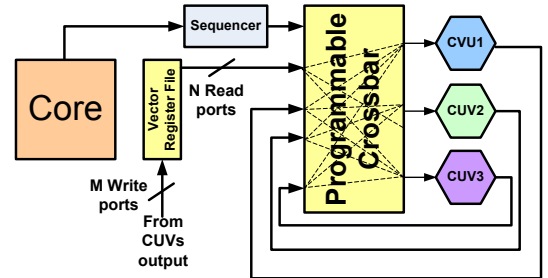 Sequencer
Core
Vector
Register File
N Read
ports
M Write
ports
From
CUVs
output
Programmable
Crossbar
CVU1
CUV2
CUV3